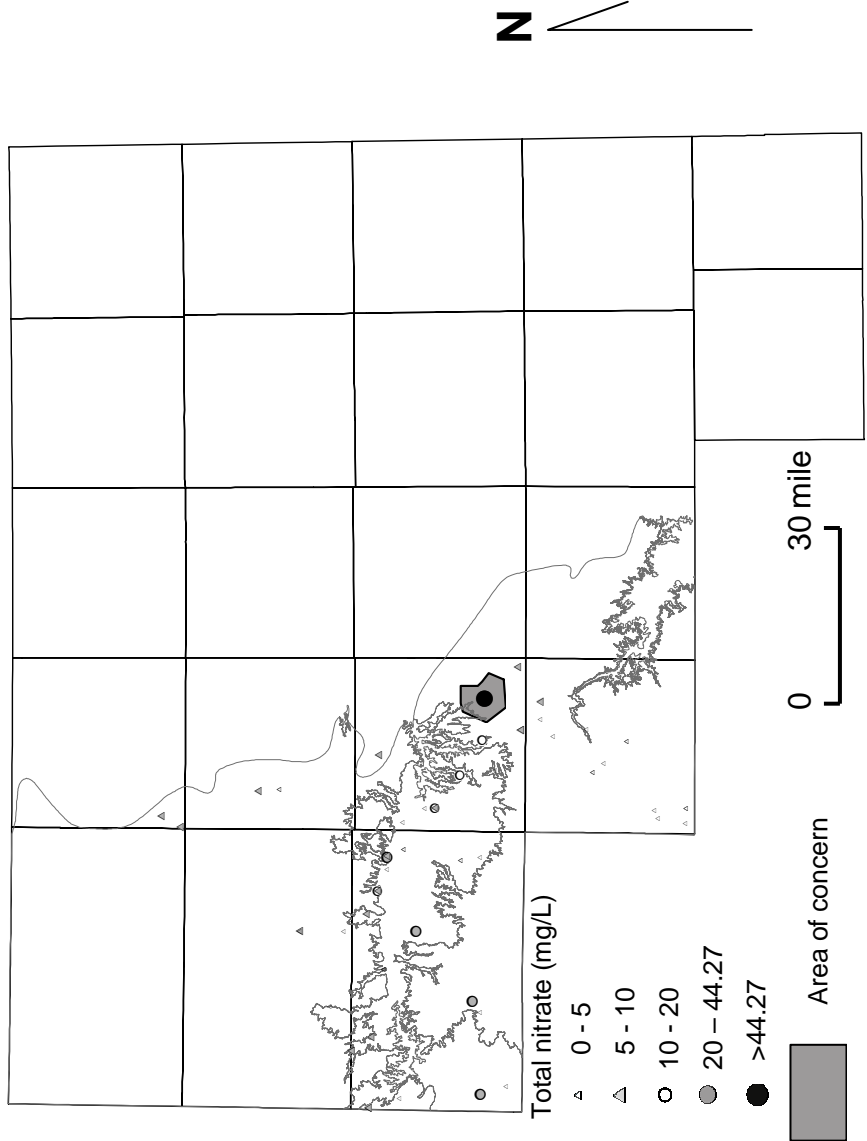 N
Total nitrate (mg/L)
0 - 5
5 - 10
10 - 20
20 – 44.27
>44.27
Area of concern
0 30 mile